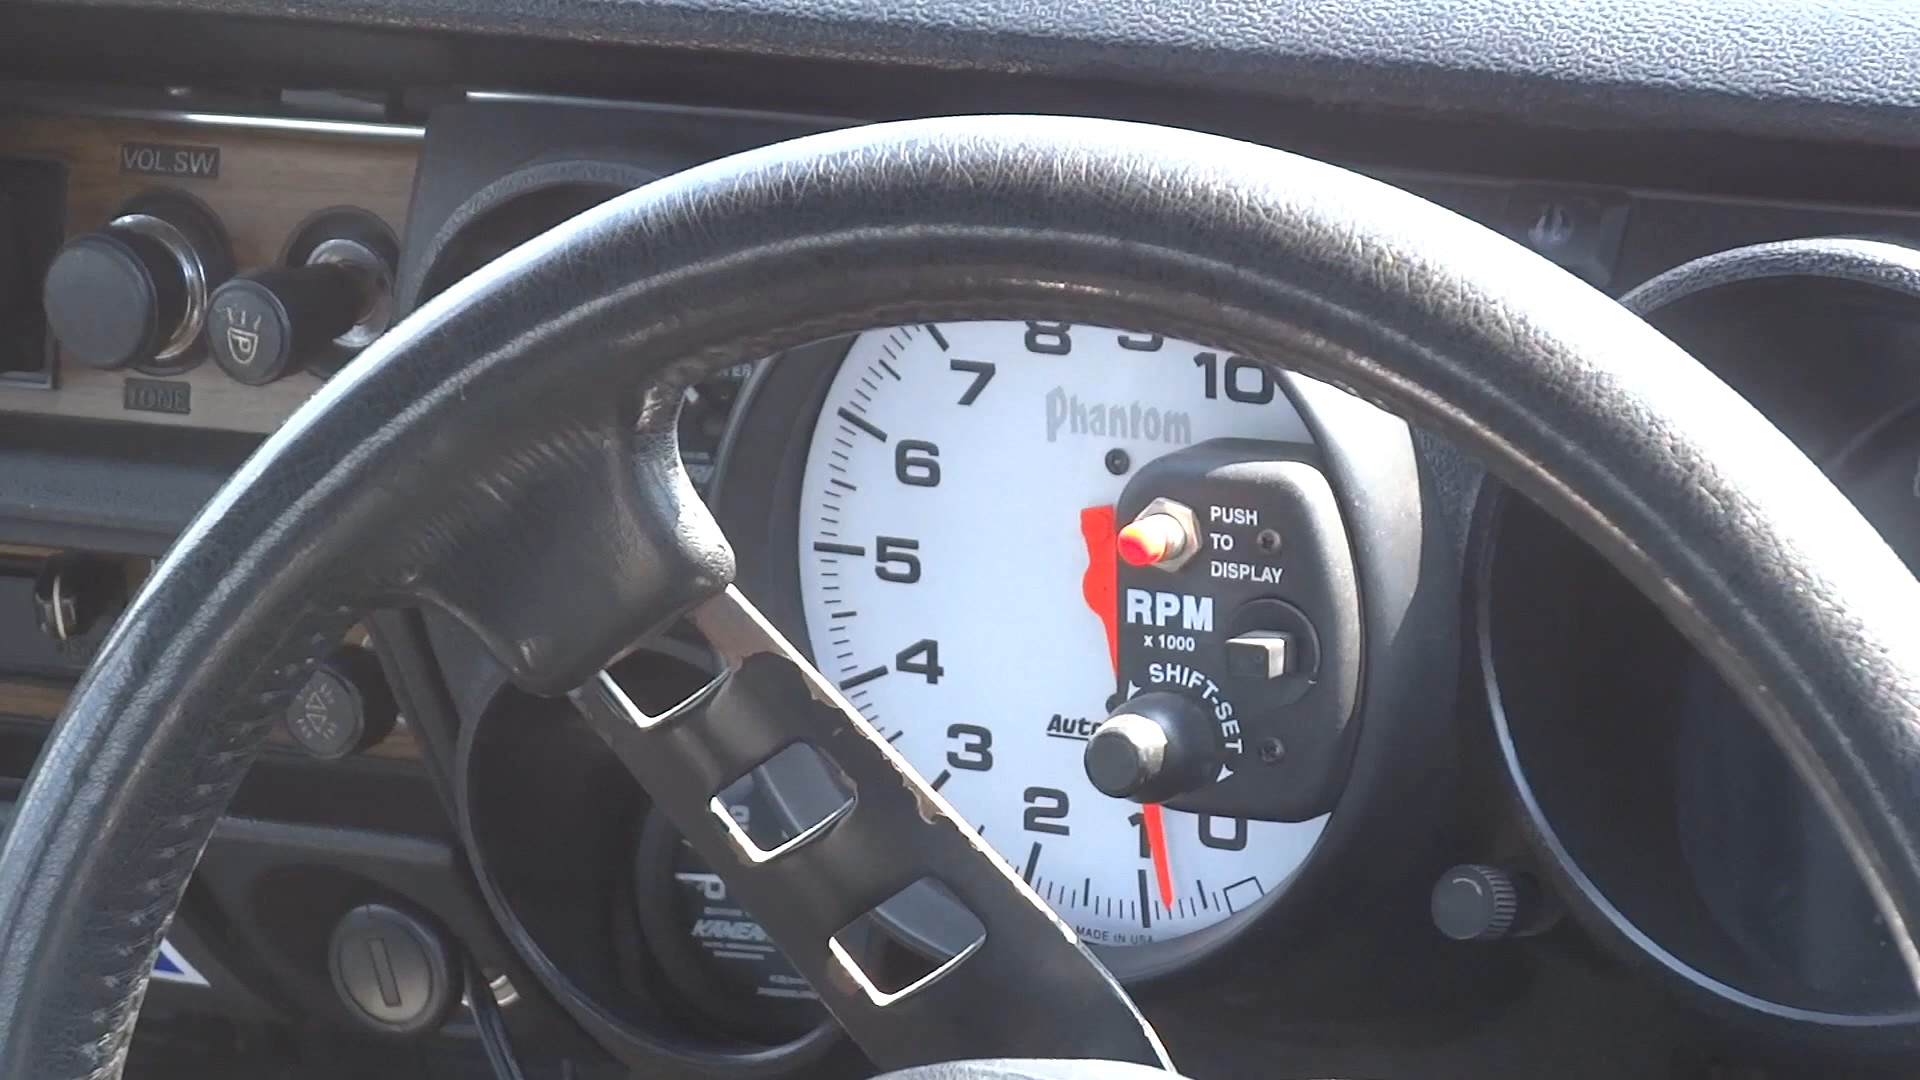 VOL.SW
TONE
8
10
7
Phantom
6
PUSH
TO
DISPLAY
5
RPM
x 1000
4
SHIFT-SET
Auto
3
2
1
0
MADE IN USA